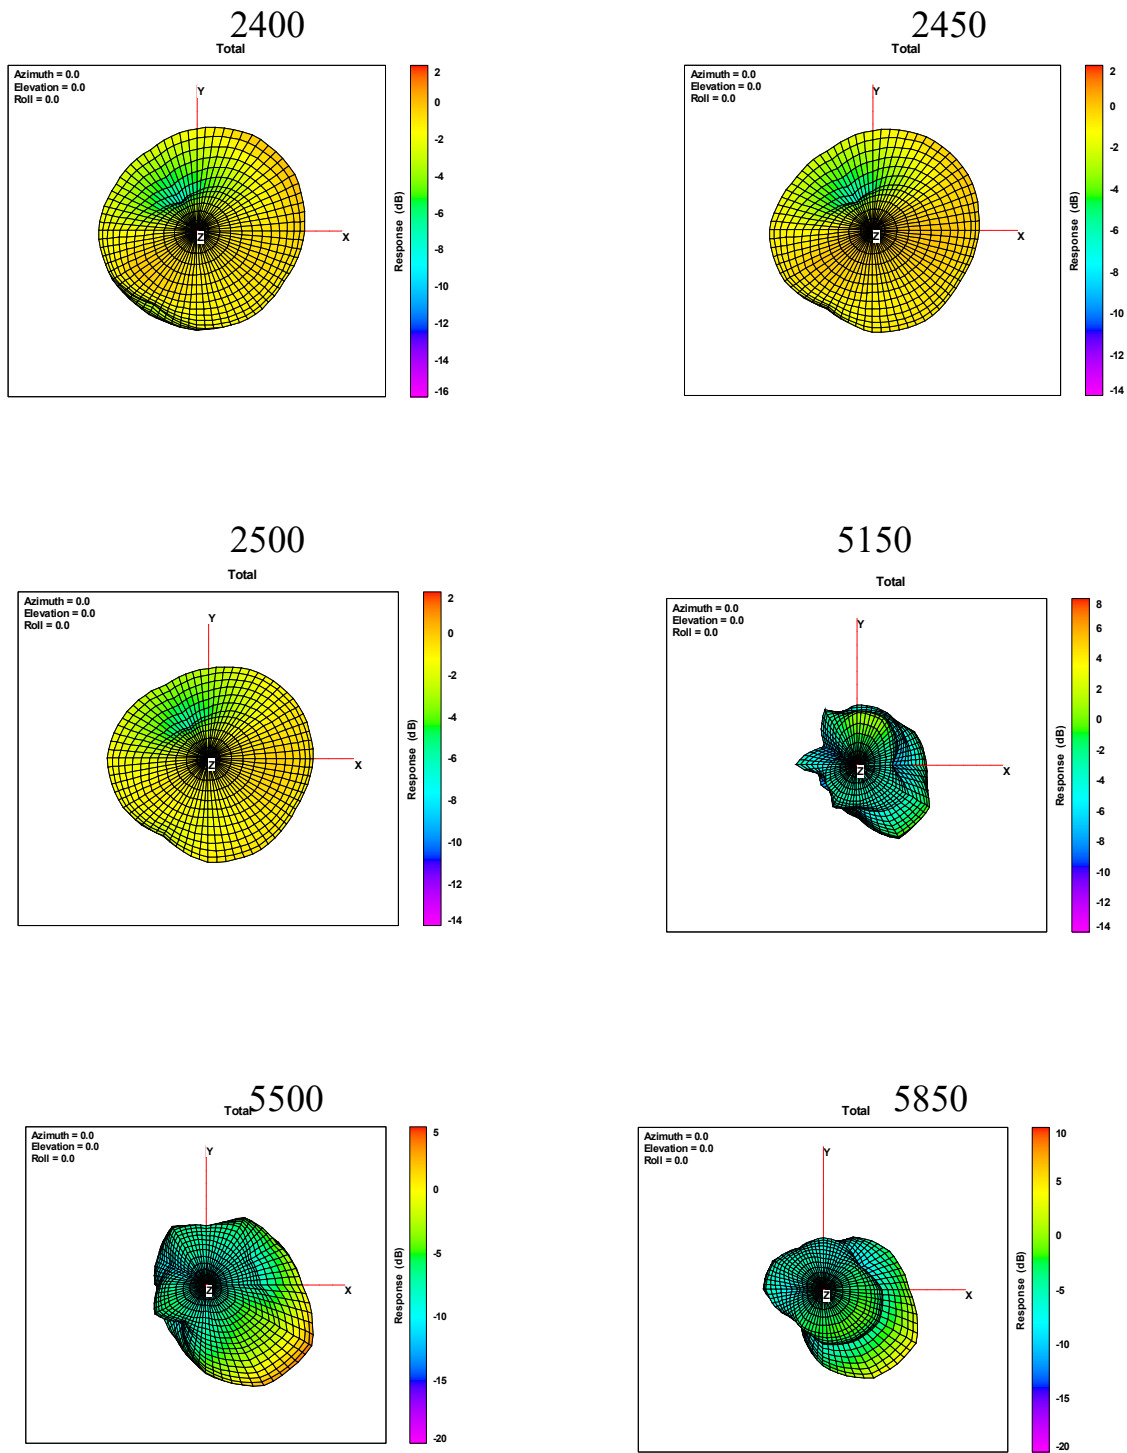 2400
Total
Azimuth = 0.0
Elevation = 0.0
Roll = 0.0
Y
X
Z
2
0
-2
-4
-6
-8
-10
-12
-14
-16
Response (dB)
2450
Total
Azimuth = 0.0
Elevation = 0.0
Roll = 0.0
Y
X
Z
2
0
-2
-4
-6
-8
-10
-12
-14
Response (dB)
2500
Total
Azimuth = 0.0
Elevation = 0.0
Roll = 0.0
Y
X
Z
2
0
-2
-4
-6
-8
-10
-12
-14
Response (dB)
5150
Total
Azimuth = 0.0
Elevation = 0.0
Roll = 0.0
Y
X
Z
8
6
4
2
0
-2
-4
-6
-8
-10
-12
-14
Response (dB)
5500
Total
Azimuth = 0.0
Elevation = 0.0
Roll = 0.0
Y
X
Z
5
0
-5
-10
-15
-20
Response (dB)
5850
Total
Azimuth = 0.0
Elevation = 0.0
Roll = 0.0
Y
X
Z
10
5
0
-5
-10
-15
-20
Response (dB)